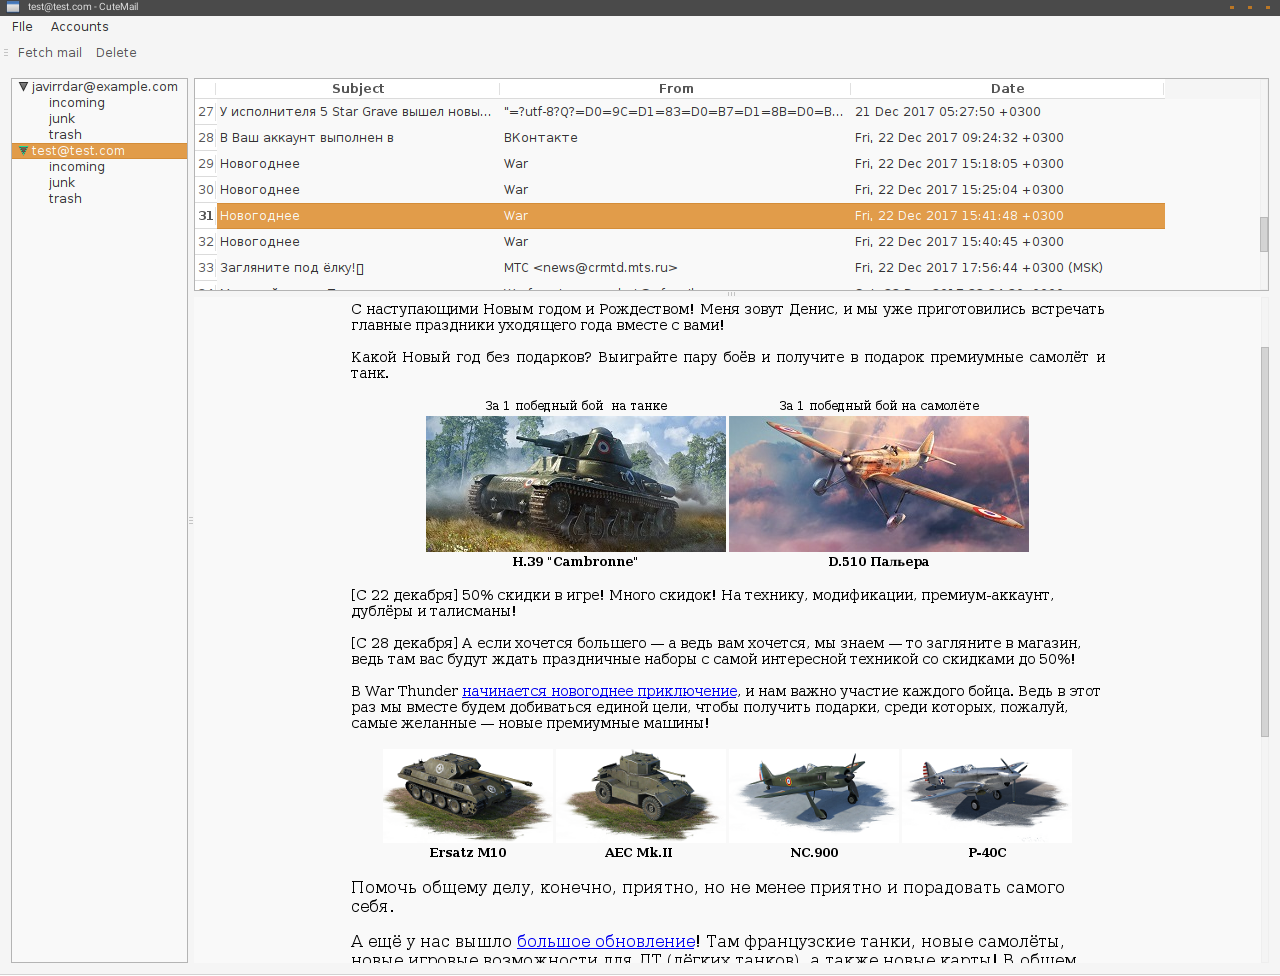 test@test.com - CuteMail
FIle Accounts
Fetch mail Delete
javirrdar@example.com
incoming
junk
trash
test@test.com
incoming
junk
trash
Subject From Date
27 У исполнителя 5 Star Grave вышел новы... "=?utf-8?Q?=D0=9C=D1=83=D0=B7=D1=8B=D0=B... 21 Dec 2017 05:27:50 +0300
28 В Ваш аккаунт выполнен в ВКонтакте Fri, 22 Dec 2017 09:24:32 +0300
29 Новогоднее War Fri, 22 Dec 2017 15:18:05 +0300
30 Новогоднее War Fri, 22 Dec 2017 15:25:04 +0300
31 Новогоднее War Fri, 22 Dec 2017 15:41:48 +0300
32 Новогоднее War Fri, 22 Dec 2017 15:40:45 +0300
33 Загляните под ёлку! МТС <news@crmtd.mts.ru> Fri, 22 Dec 2017 17:56:44 +0300 (MSK)
С наступающими Новым годом и Рождеством! Меня зовут Денис, и мы уже приготовились встречать
главные праздники уходящего года вместе с вами!
Какой Новый год без подарков? Выиграйте пару боёв и получите в подарок премиумные самолёт и
танк.
За 1 победный бой на танке За 1 победный бой на самолёте
H.39 "Cambronne" D.510 Пальера
[С 22 декабря] 50% скидки в игре! Много скидок! На технику, модификации, премиум-аккаунт,
дублёры и талисманы!
[С 28 декабря] А если хочется большего — а ведь вам хочется, мы знаем — то загляните в магазин,
ведь там вас будут ждать праздничные наборы с самой интересной техникой со скидками до 50%!
В War Thunder начинается новогоднее приключение, и нам важно участие каждого бойца. Ведь в этот
раз мы вместе будем добиваться единой цели, чтобы получить подарки, среди которых, пожалуй,
самые желанные — новые премиумные машины!
Ersatz M10 AEC Mk.II NC.900 P-40C
Помочь общему делу, конечно, приятно, но не менее приятно и порадовать самого
себя.
А ещё у нас вышло большое обновление! Там французские танки, новые самолёты,
новые игровые возможности для ЛТ (лёгких танков), а также новые карты! В общем